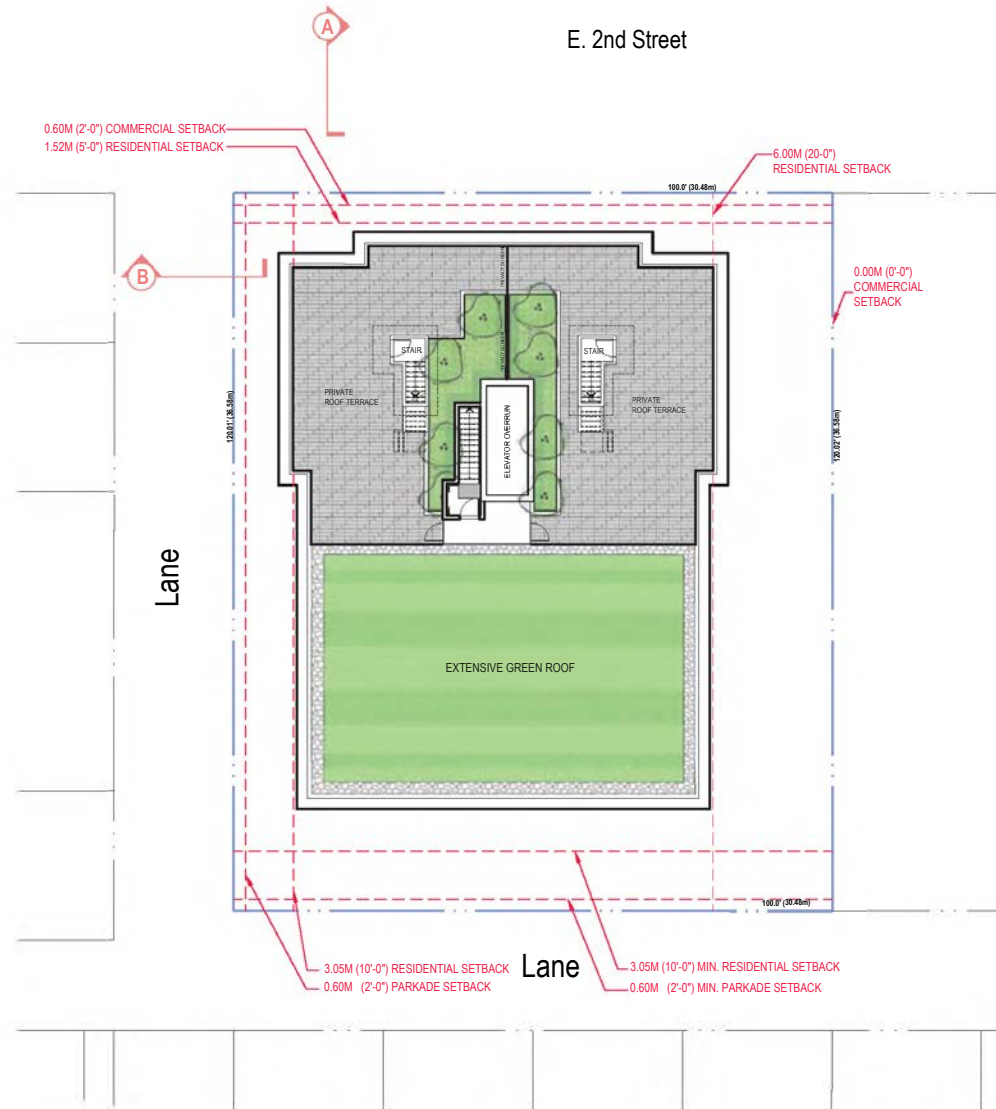 A
E. 2nd Street
0.60M (2'-0") COMMERCIAL SETBACK
1.52M (5'-0") RESIDENTIAL SETBACK
6.00M (20-0")
RESIDENTIAL SETBACK
100.0' (30.48m)
B
0.00M (0'-0")
COMMERCIAL
SETBACK
PRIVACY SCREEN
PRIVACY SCREEN
STAIR
STAIR
PRIVATE
ROOF TERRACE
PRIVATE
ROOF TERRACE
120.01' (36.58m)
ELEVATOR OVERRUN
120.02' (36.58m)
Lane
EXTENSIVE GREEN ROOF
100.0' (30.48m)
3.05M (10'-0") RESIDENTIAL SETBACK
0.60M (2'-0") PARKADE SETBACK
Lane
3.05M (10'-0") MIN. RESIDENTIAL SETBACK
0.60M (2'-0") MIN. PARKADE SETBACK